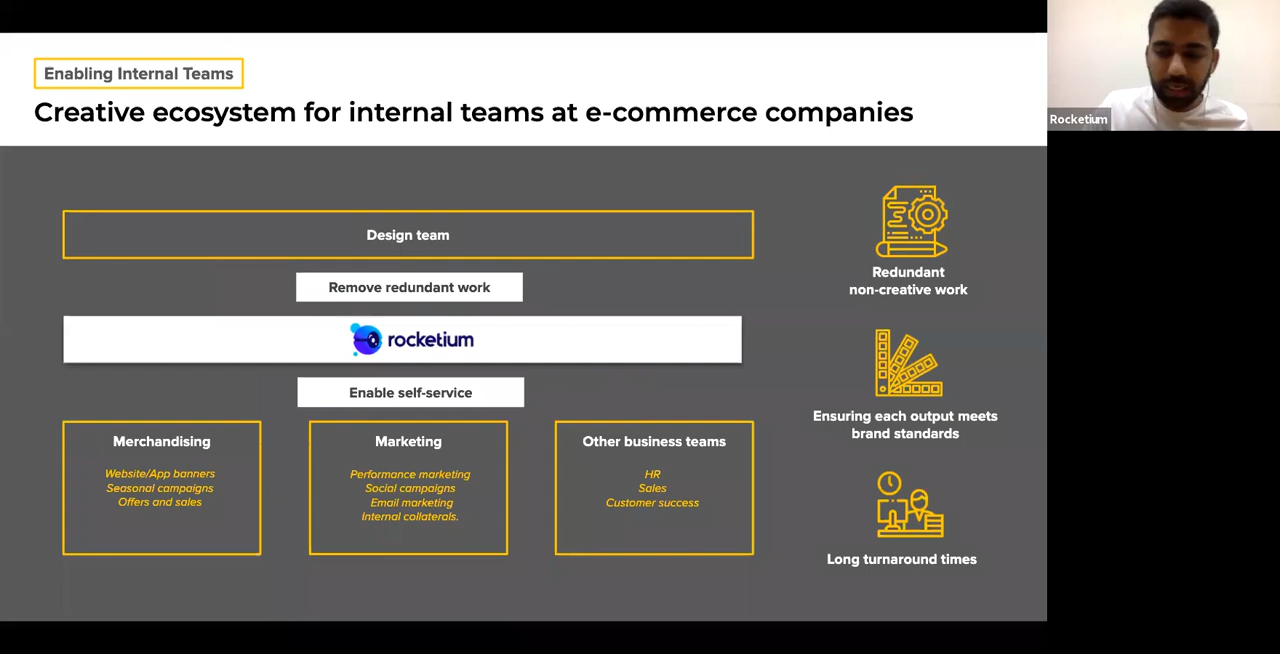 Enabling Internal Teams
Creative ecosystem for internal teams at e-commerce companies
Rocketium
Design team
Remove redundant work
rocketium
Enable self-service
Merchandising
Website/App banners
Seasonal campaigns
Offers and sales
Marketing
Performance marketing
Social campaigns
Email marketing
Internal collaterals.
Other business teams
HR
Sales
Customer success
Redundant
non-creative work
Ensuring each output meets
brand standards
Long turnaround times